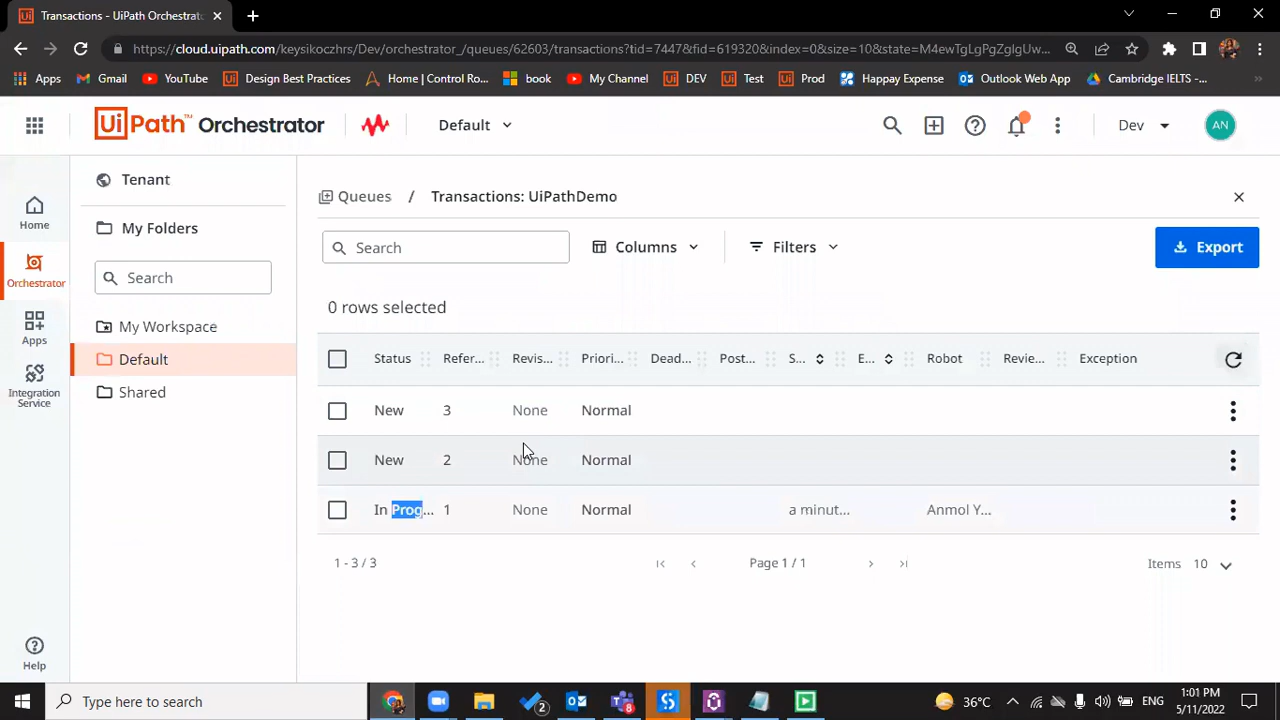 Transactions - UiPath Orchestrat
https://cloud.uipath.com/keysikoczhrs/Dev/orchestrator_/queues/62603/transactions?tid=7447&fid=619320&index=0&size=10&state=M4ewTgLgPgZglgUw...
Apps Gmail YouTube Design Best Practices Home | Control Ro... book My Channel DEV Test Prod Happay Expense Outlook Web App Cambridge IELTS -...
UiPath™ Orchestrator Default Dev AN
Home
Orchestrator
Apps
Integration
Service
Help
Tenant
My Folders
Search
My Workspace
Default
Shared
Queues / Transactions: UiPathDemo
Search Columns Filters Export
0 rows selected
Status Refer... Revis... Priori... Dead... Post... S... E... Robot Revie... Exception
New 3 None Normal
New 2 None Normal
In Prog... 1 None Normal a minut... Anmol Y...
1 - 3 / 3 Page 1 / 1 Items 10
Type here to search 2 8 36°C ENG 1:01 PM
5/11/2022